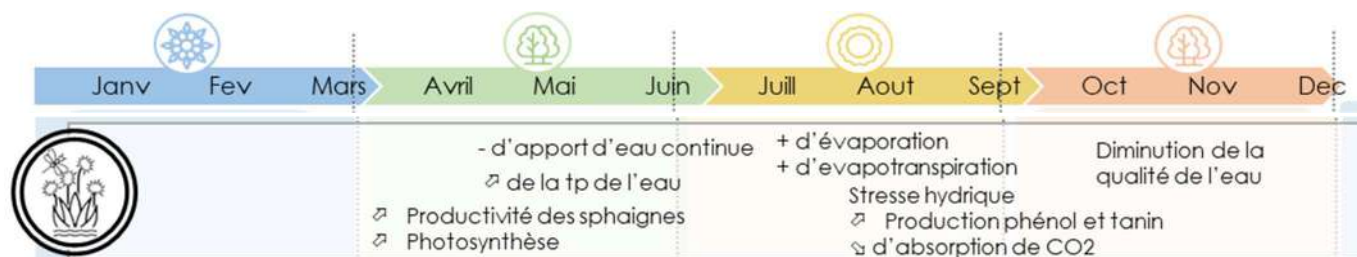 Janv Fev Mars Avril Mai Juin Juill Aout Sept Oct Nov Dec
- d'apport d'eau continue
↗ de la tp de l'eau
↗ Productivité des sphaignes
↗ Photosynthèse
+ d'évaporation
+ d'evapotranspiration
Stresse hydrique
↗ Production phénol et tanin
↘ d'absorption de CO2
Diminution de la
qualité de l'eau